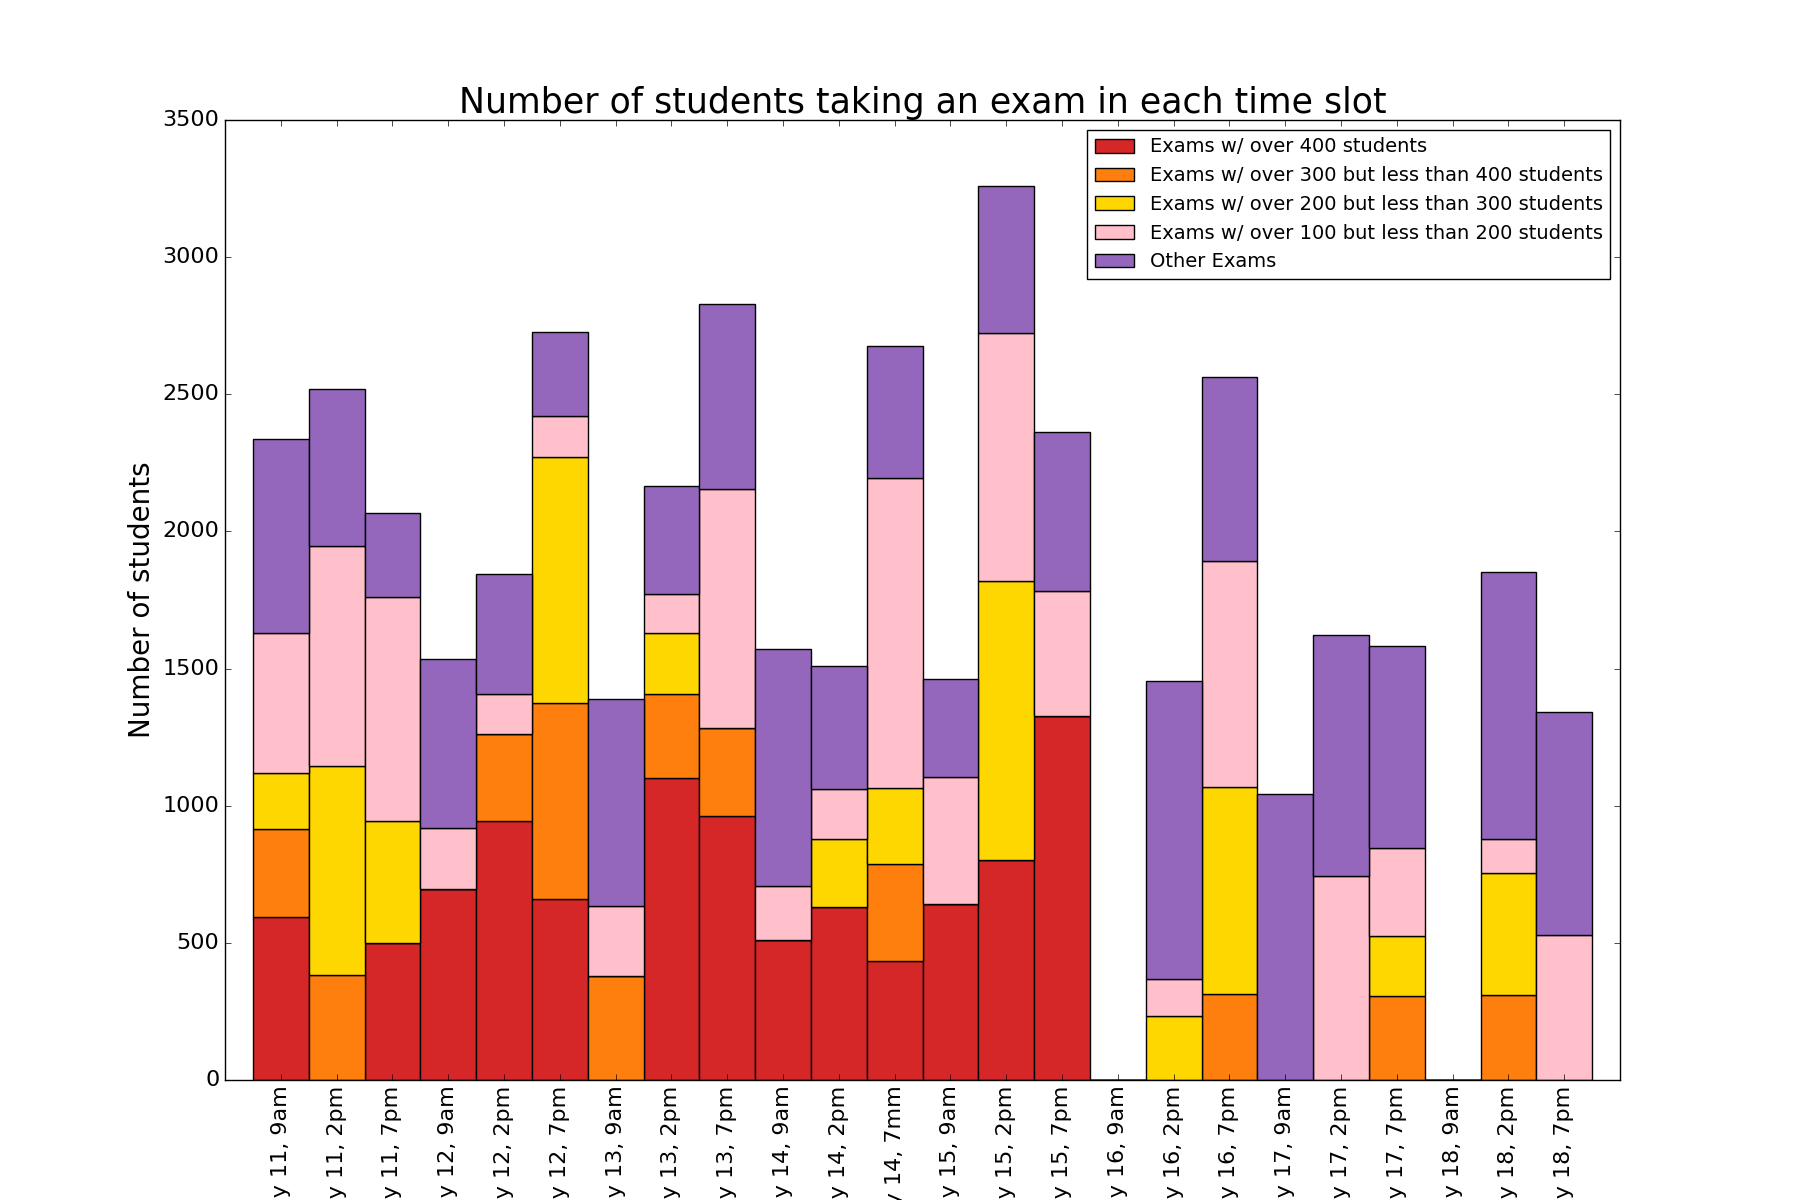 Number of students taking an exam in each time slot
Exams w/ over 400 students
Exams w/ over 300 but less than 400 students
Exams w/ over 200 but less than 300 students
Exams w/ over 100 but less than 200 students
Other Exams
Number of students
3500
3000
2500
2000
1500
1000
500
0
y 11, 9am
y 11, 2pm
y 11, 7pm
y 12, 9am
y 12, 2pm
y 12, 7pm
y 13, 9am
y 13, 2pm
y 13, 7pm
y 14, 9am
y 14, 2pm
y 14, 7mm
y 15, 9am
y 15, 2pm
y 15, 7pm
y 16, 9am
y 16, 2pm
y 16, 7pm
y 17, 9am
y 17, 2pm
y 17, 7pm
y 18, 9am
y 18, 2pm
y 18, 7pm